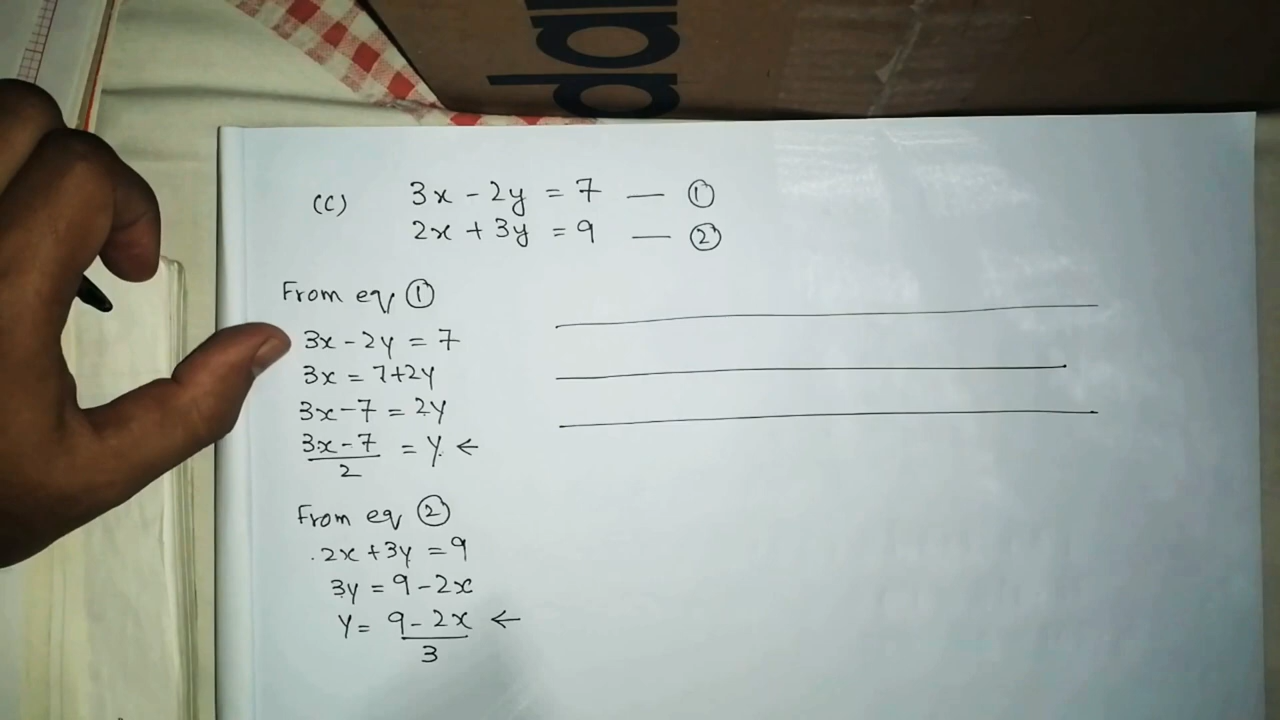 (C) 3x - 2y = 7 — ①
2x + 3y = 9 — ②
From eq ①
3x - 2y = 7
3x = 7+2y
3x - 7 = 2y
3x - 7
2
= y ←
From eq ②
2x + 3y = 9
3y = 9 - 2x
y = 9 - 2x ←
3